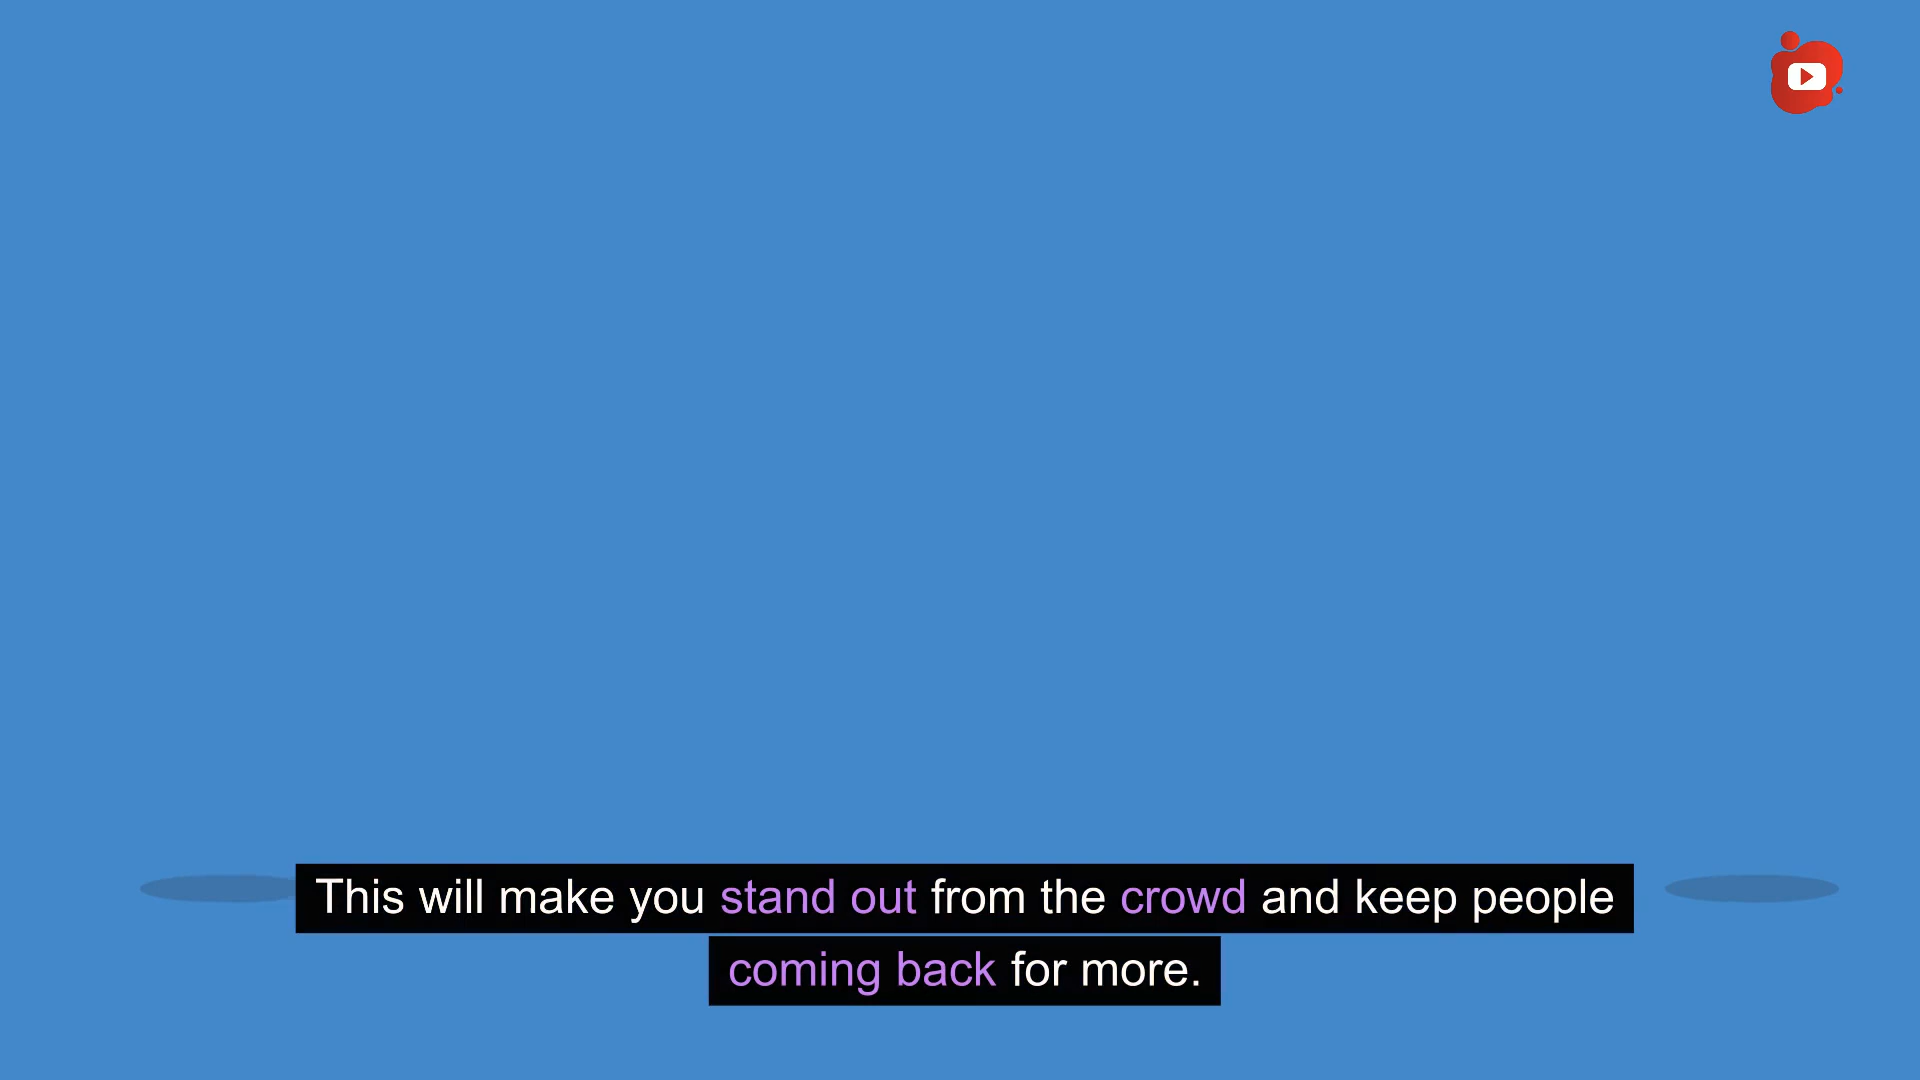 This will make you stand out from the crowd and keep people
coming back for more.